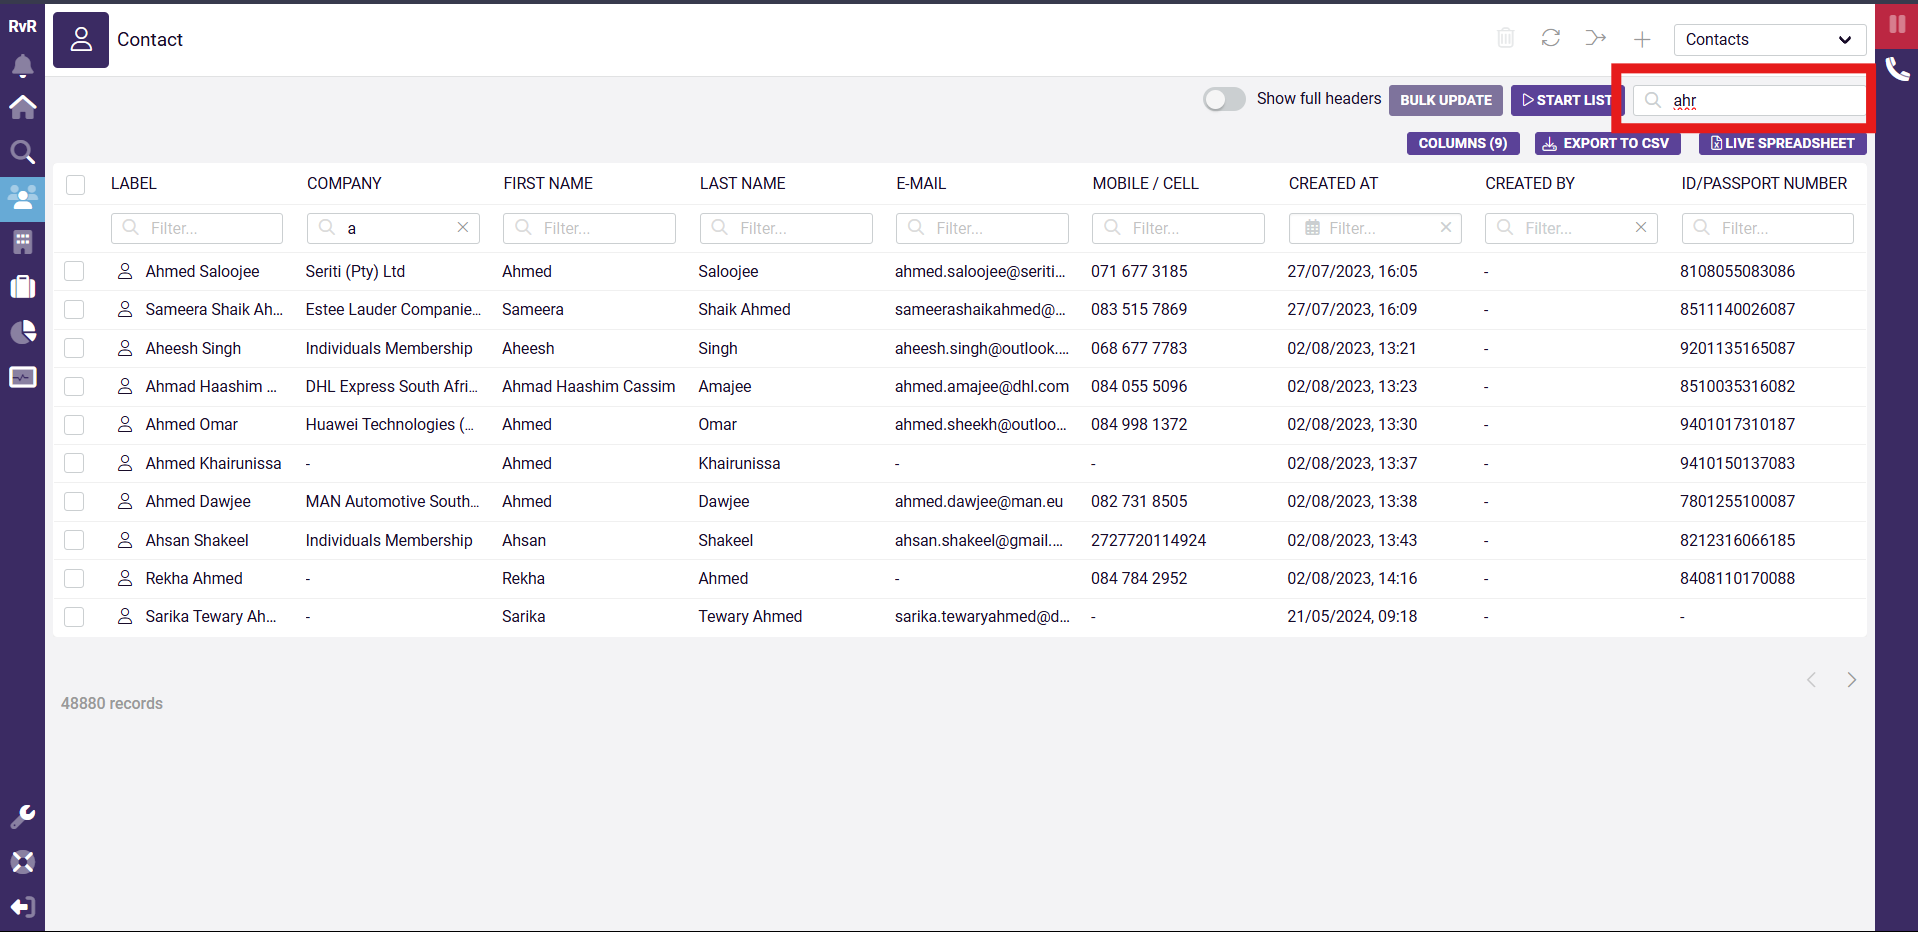 RvR
Contact
Contacts
Show full headers
BULK UPDATE
START LIST
ahr
COLUMNS (9)
EXPORT TO CSV
LIVE SPREADSHEET
LABEL COMPANY FIRST NAME LAST NAME E-MAIL MOBILE / CELL CREATED AT CREATED BY ID/PASSPORT NUMBER
Filter... a Filter... Filter... Filter... Filter... Filter... Filter... Filter...
Ahmed Saloojee Seriti (Pty) Ltd Ahmed Saloojee ahmed.saloojee@seriti... 071 677 3185 27/07/2023, 16:05 - 8108055083086
Sameera Shaik Ah... Estee Lauder Companie... Sameera Shaik Ahmed sameerashaikahmed@... 083 515 7869 27/07/2023, 16:09 - 8511140026087
Aheesh Singh Individuals Membership Aheesh Singh aheesh.singh@outlook.... 068 677 7783 02/08/2023, 13:21 - 9201135165087
Ahmad Haashim ... DHL Express South Afri... Ahmad Haashim Cassim Amajee ahmed.amajee@dhl.com 084 055 5096 02/08/2023, 13:23 - 8510035316082
Ahmed Omar Huawei Technologies (... Ahmed Omar ahmed.sheekh@outloo... 084 998 1372 02/08/2023, 13:30 - 9401017310187
Ahmed Khairunissa - Ahmed Khairunissa - - 02/08/2023, 13:37 - 9410150137083
Ahmed Dawjee MAN Automotive South... Ahmed Dawjee ahmed.dawjee@man.eu 082 731 8505 02/08/2023, 13:38 - 7801255100087
Ahsan Shakeel Individuals Membership Ahsan Shakeel ahsan.shakeel@gmail.... 2727720114924 02/08/2023, 13:43 - 8212316066185
Rekha Ahmed - Rekha Ahmed - 084 784 2952 02/08/2023, 14:16 - 8408110170088
Sarika Tewary Ah... - Sarika Tewary Ahmed sarika.tewaryahmed@d... - 21/05/2024, 09:18 - -
48880 records